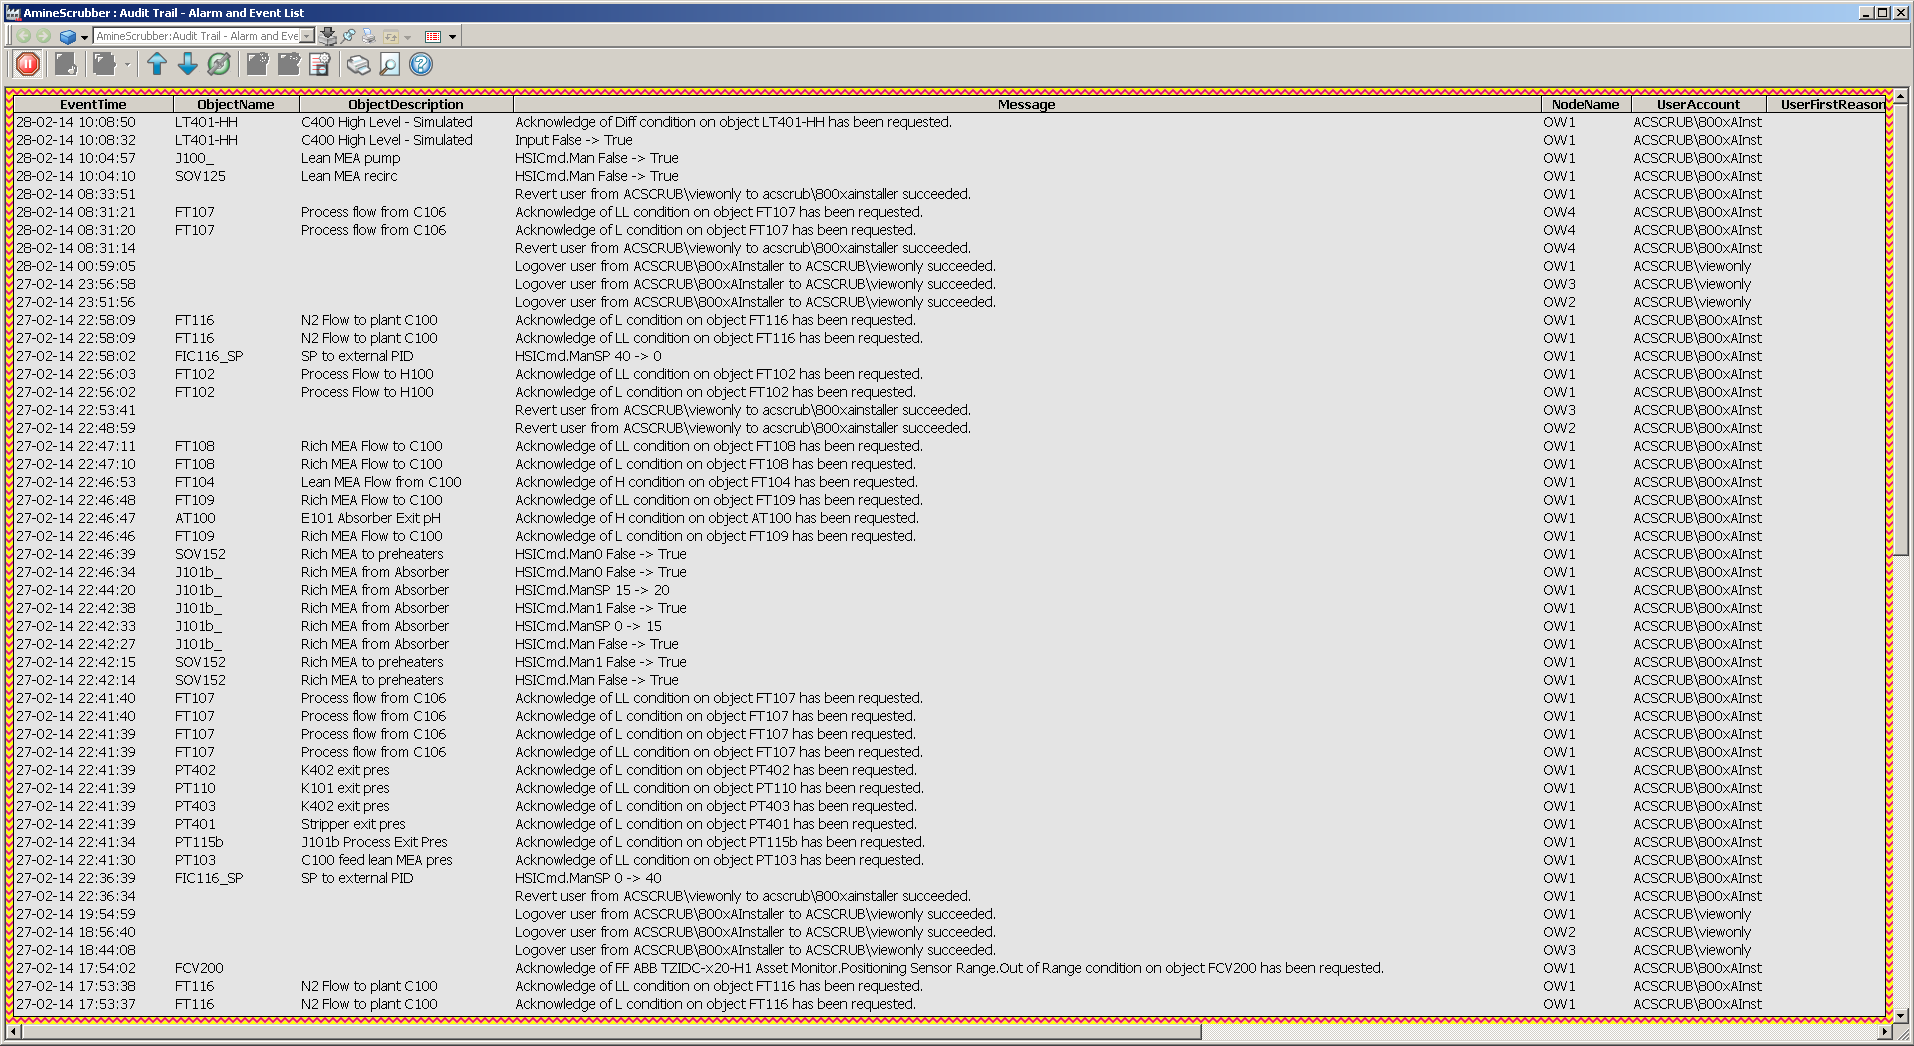 AmineScrubber : Audit Trail - Alarm and Event List
AmineScrubber:Audit Trail - Alarm and Eve
EventTime ObjectName ObjectDescription Message NodeName UserAccount UserFirstReason
28-02-14 10:08:50 LT401-HH C400 High Level - Simulated Acknowledge of Diff condition on object LT401-HH has been requested. OW1 ACSCRUB\800xAInst
28-02-14 10:08:32 LT401-HH C400 High Level - Simulated Input False -> True OW1 ACSCRUB\800xAInst
28-02-14 10:04:57 J100_ Lean MEA pump HSICmd.Man False -> True OW1 ACSCRUB\800xAInst
28-02-14 10:04:10 SOV125 Lean MEA recirc HSICmd.Man False -> True OW1 ACSCRUB\800xAInst
28-02-14 08:33:51 Revert user from ACSCRUB\viewonly to acscrub\800xainstaller succeeded. OW1 ACSCRUB\800xAInst
28-02-14 08:31:21 FT107 Process flow from C106 Acknowledge of LL condition on object FT107 has been requested. OW4 ACSCRUB\800xAInst
28-02-14 08:31:20 FT107 Process flow from C106 Acknowledge of L condition on object FT107 has been requested. OW4 ACSCRUB\800xAInst
28-02-14 08:31:14 Revert user from ACSCRUB\viewonly to acscrub\800xainstaller succeeded. OW4 ACSCRUB\800xAInst
28-02-14 00:59:05 Logover user from ACSCRUB\800xAInstaller to ACSCRUB\viewonly succeeded. OW1 ACSCRUB\viewonly
27-02-14 23:56:58 Logover user from ACSCRUB\800xAInstaller to ACSCRUB\viewonly succeeded. OW3 ACSCRUB\viewonly
27-02-14 23:51:56 Logover user from ACSCRUB\800xAInstaller to ACSCRUB\viewonly succeeded. OW2 ACSCRUB\viewonly
27-02-14 22:58:09 FT116 N2 Flow to plant C100 Acknowledge of L condition on object FT116 has been requested. OW1 ACSCRUB\800xAInst
27-02-14 22:58:09 FT116 N2 Flow to plant C100 Acknowledge of LL condition on object FT116 has been requested. OW1 ACSCRUB\800xAInst
27-02-14 22:58:02 FIC116_SP SP to external PID HSICmd.ManSP 40 -> 0 OW1 ACSCRUB\800xAInst
27-02-14 22:56:03 FT102 Process Flow to H100 Acknowledge of LL condition on object FT102 has been requested. OW1 ACSCRUB\800xAInst
27-02-14 22:56:02 FT102 Process Flow to H100 Acknowledge of L condition on object FT102 has been requested. OW1 ACSCRUB\800xAInst
27-02-14 22:53:41 Revert user from ACSCRUB\viewonly to acscrub\800xainstaller succeeded. OW3 ACSCRUB\800xAInst
27-02-14 22:48:59 Revert user from ACSCRUB\viewonly to acscrub\800xainstaller succeeded. OW2 ACSCRUB\800xAInst
27-02-14 22:47:11 FT108 Rich MEA Flow to C100 Acknowledge of LL condition on object FT108 has been requested. OW1 ACSCRUB\800xAInst
27-02-14 22:47:10 FT108 Rich MEA Flow to C100 Acknowledge of L condition on object FT108 has been requested. OW1 ACSCRUB\800xAInst
27-02-14 22:46:53 FT104 Lean MEA Flow from C100 Acknowledge of H condition on object FT104 has been requested. OW1 ACSCRUB\800xAInst
27-02-14 22:46:48 FT109 Rich MEA Flow to C100 Acknowledge of LL condition on object FT109 has been requested. OW1 ACSCRUB\800xAInst
27-02-14 22:46:47 AT100 E101 Absorber Exit pH Acknowledge of H condition on object AT100 has been requested. OW1 ACSCRUB\800xAInst
27-02-14 22:46:46 FT109 Rich MEA Flow to C100 Acknowledge of L condition on object FT109 has been requested. OW1 ACSCRUB\800xAInst
27-02-14 22:46:39 SOV152 Rich MEA to preheaters HSICmd.Man0 False -> True OW1 ACSCRUB\800xAInst
27-02-14 22:46:34 J101b_ Rich MEA from Absorber HSICmd.Man0 False -> True OW1 ACSCRUB\800xAInst
27-02-14 22:44:20 J101b_ Rich MEA from Absorber HSICmd.ManSP 15 -> 20 OW1 ACSCRUB\800xAInst
27-02-14 22:42:38 J101b_ Rich MEA from Absorber HSICmd.Man1 False -> True OW1 ACSCRUB\800xAInst
27-02-14 22:42:33 J101b_ Rich MEA from Absorber HSICmd.ManSP 0 -> 15 OW1 ACSCRUB\800xAInst
27-02-14 22:42:27 J101b_ Rich MEA from Absorber HSICmd.Man False -> True OW1 ACSCRUB\800xAInst
27-02-14 22:42:15 SOV152 Rich MEA to preheaters HSICmd.Man1 False -> True OW1 ACSCRUB\800xAInst
27-02-14 22:42:14 SOV152 Rich MEA to preheaters HSICmd.Man False -> True OW1 ACSCRUB\800xAInst
27-02-14 22:41:40 FT107 Process flow from C106 Acknowledge of LL condition on object FT107 has been requested. OW1 ACSCRUB\800xAInst
27-02-14 22:41:40 FT107 Process flow from C106 Acknowledge of L condition on object FT107 has been requested. OW1 ACSCRUB\800xAInst
27-02-14 22:41:39 FT107 Process flow from C106 Acknowledge of L condition on object FT107 has been requested. OW1 ACSCRUB\800xAInst
27-02-14 22:41:39 FT107 Process flow from C106 Acknowledge of LL condition on object FT107 has been requested. OW1 ACSCRUB\800xAInst
27-02-14 22:41:39 PT402 K402 exit pres Acknowledge of L condition on object PT402 has been requested. OW1 ACSCRUB\800xAInst
27-02-14 22:41:39 PT110 K101 exit pres Acknowledge of LL condition on object PT110 has been requested. OW1 ACSCRUB\800xAInst
27-02-14 22:41:39 PT403 K402 exit pres Acknowledge of L condition on object PT403 has been requested. OW1 ACSCRUB\800xAInst
27-02-14 22:41:39 PT401 Stripper exit pres Acknowledge of L condition on object PT401 has been requested. OW1 ACSCRUB\800xAInst
27-02-14 22:41:34 PT115b J101b Process Exit Pres Acknowledge of L condition on object PT115b has been requested. OW1 ACSCRUB\800xAInst
27-02-14 22:41:30 PT103 C100 feed lean MEA pres Acknowledge of LL condition on object PT103 has been requested. OW1 ACSCRUB\800xAInst
27-02-14 22:36:39 FIC116_SP SP to external PID HSICmd.ManSP 0 -> 40 OW1 ACSCRUB\800xAInst
27-02-14 22:36:34 Revert user from ACSCRUB\viewonly to acscrub\800xainstaller succeeded. OW1 ACSCRUB\800xAInst
27-02-14 19:54:59 Logover user from ACSCRUB\800xAInstaller to ACSCRUB\viewonly succeeded. OW1 ACSCRUB\viewonly
27-02-14 18:56:40 Logover user from ACSCRUB\800xAInstaller to ACSCRUB\viewonly succeeded. OW2 ACSCRUB\viewonly
27-02-14 18:44:08 Logover user from ACSCRUB\800xAInstaller to ACSCRUB\viewonly succeeded. OW3 ACSCRUB\viewonly
27-02-14 17:54:02 FCV200 Acknowledge of FF ABB TZIDC-x20-H1 Asset Monitor.Positioning Sensor Range.Out of Range condition on object FCV200 has been requested. OW1 ACSCRUB\800xAInst
27-02-14 17:53:38 FT116 N2 Flow to plant C100 Acknowledge of LL condition on object FT116 has been requested. OW1 ACSCRUB\800xAInst
27-02-14 17:53:37 FT116 N2 Flow to plant C100 Acknowledge of L condition on object FT116 has been requested. OW1 ACSCRUB\800xAInst